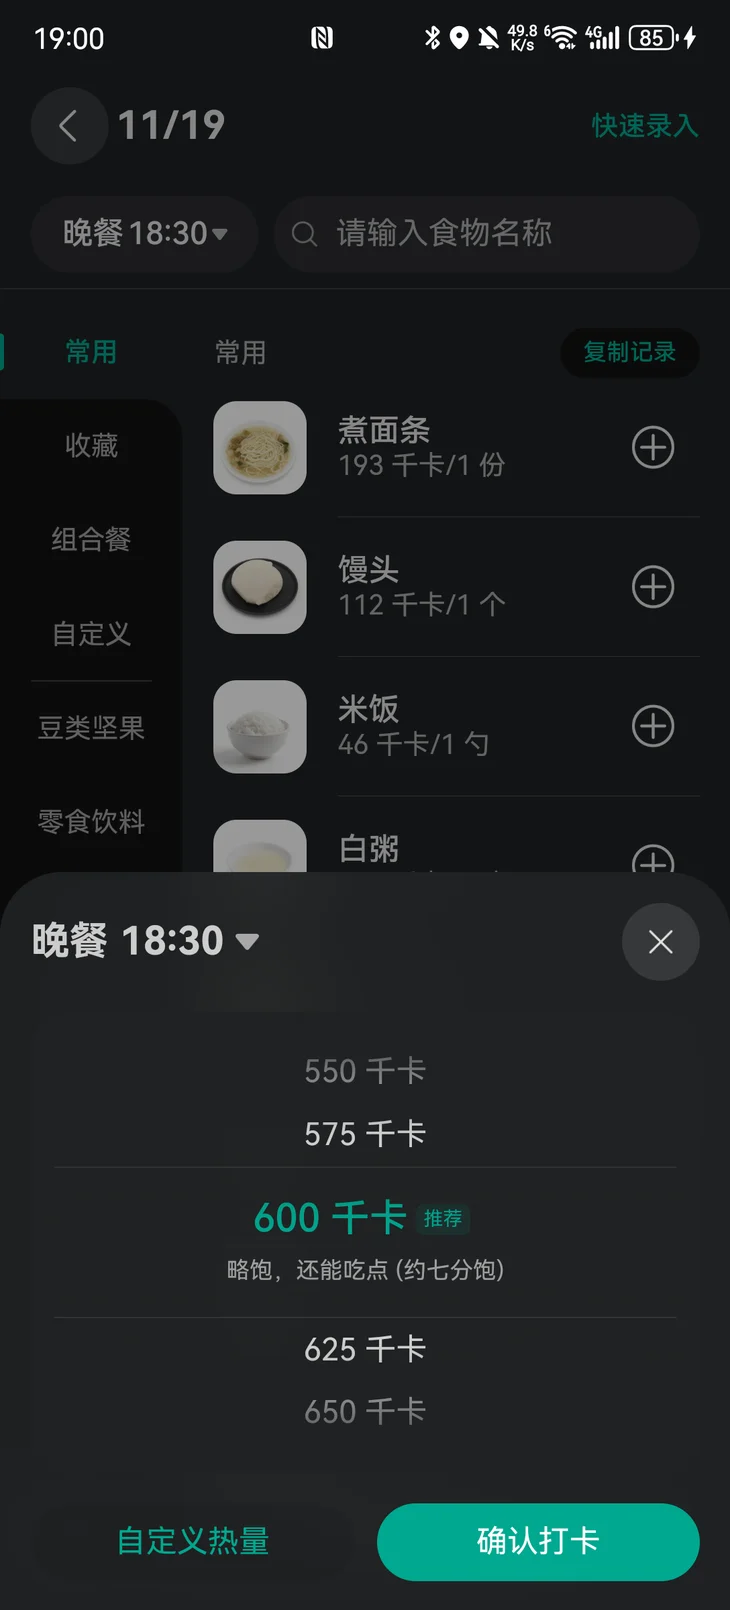 19:00
49.8 K/s
6
4G
85
11/19
快速录入
晚餐 18:30
请输入食物名称
常用
常用
复制记录
收藏
组合餐
自定义
豆类坚果
零食饮料
煮面条
193 千卡/1 份
馒头
112 千卡/1 个
米饭
46 千卡/1 勺
白粥
晚餐 18:30
550 千卡
575 千卡
600 千卡 推荐
略饱，还能吃点 (约七分饱)
625 千卡
650 千卡
自定义热量
确认打卡